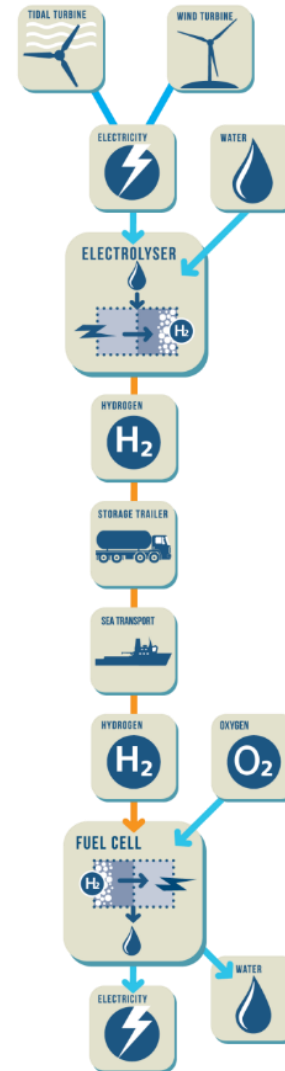 TIDAL TURBINE
WIND TURBINE
ELECTRICITY
WATER
ELECTROLYSER
H₂
HYDROGEN
H₂
STORAGE TRAILER
SEA TRANSPORT
HYDROGEN
H₂
OXYGEN
O₂
FUEL CELL
H₂
ELECTRICITY
WATER